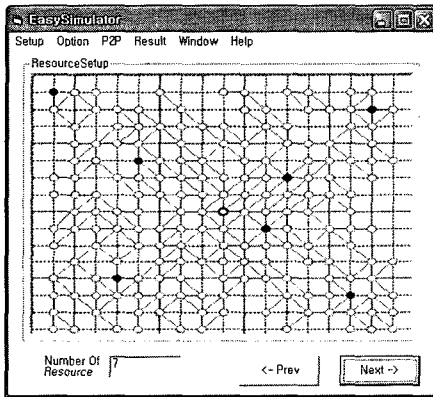 EasySimulator
Setup Option P2P Result Window Help
ResourceSetup
Number Of 7
Resource
<- Prev Next ->